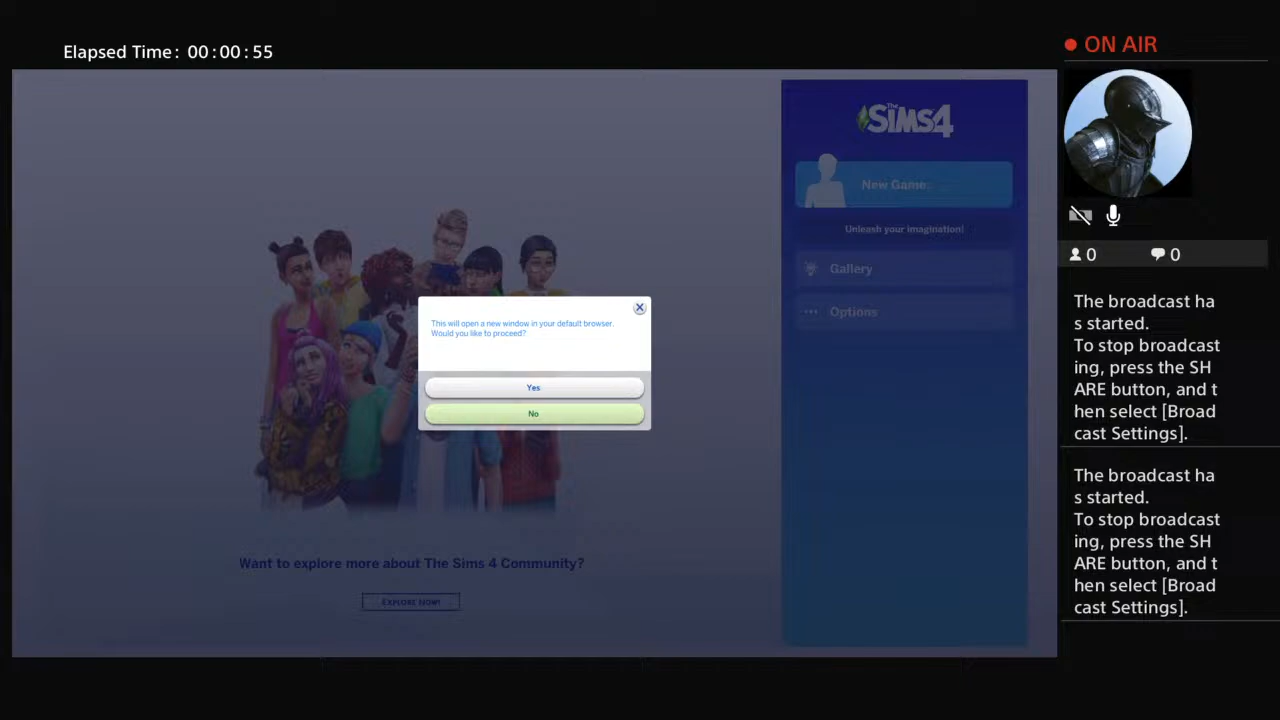 Elapsed Time: 00:00:55
ON AIR
The SiMS4
New Game
Unleash your imagination!
Gallery
Options
This will open a new window in your default browser.
Would you like to proceed?
Yes
No
Want to explore more about The Sims 4 Community?
EXPLORE NOW!
0
0
The broadcast ha
s started.
To stop broadcast
ing, press the SH
ARE button, and t
hen select [Broad
cast Settings].
The broadcast ha
s started.
To stop broadcast
ing, press the SH
ARE button, and t
hen select [Broad
cast Settings].